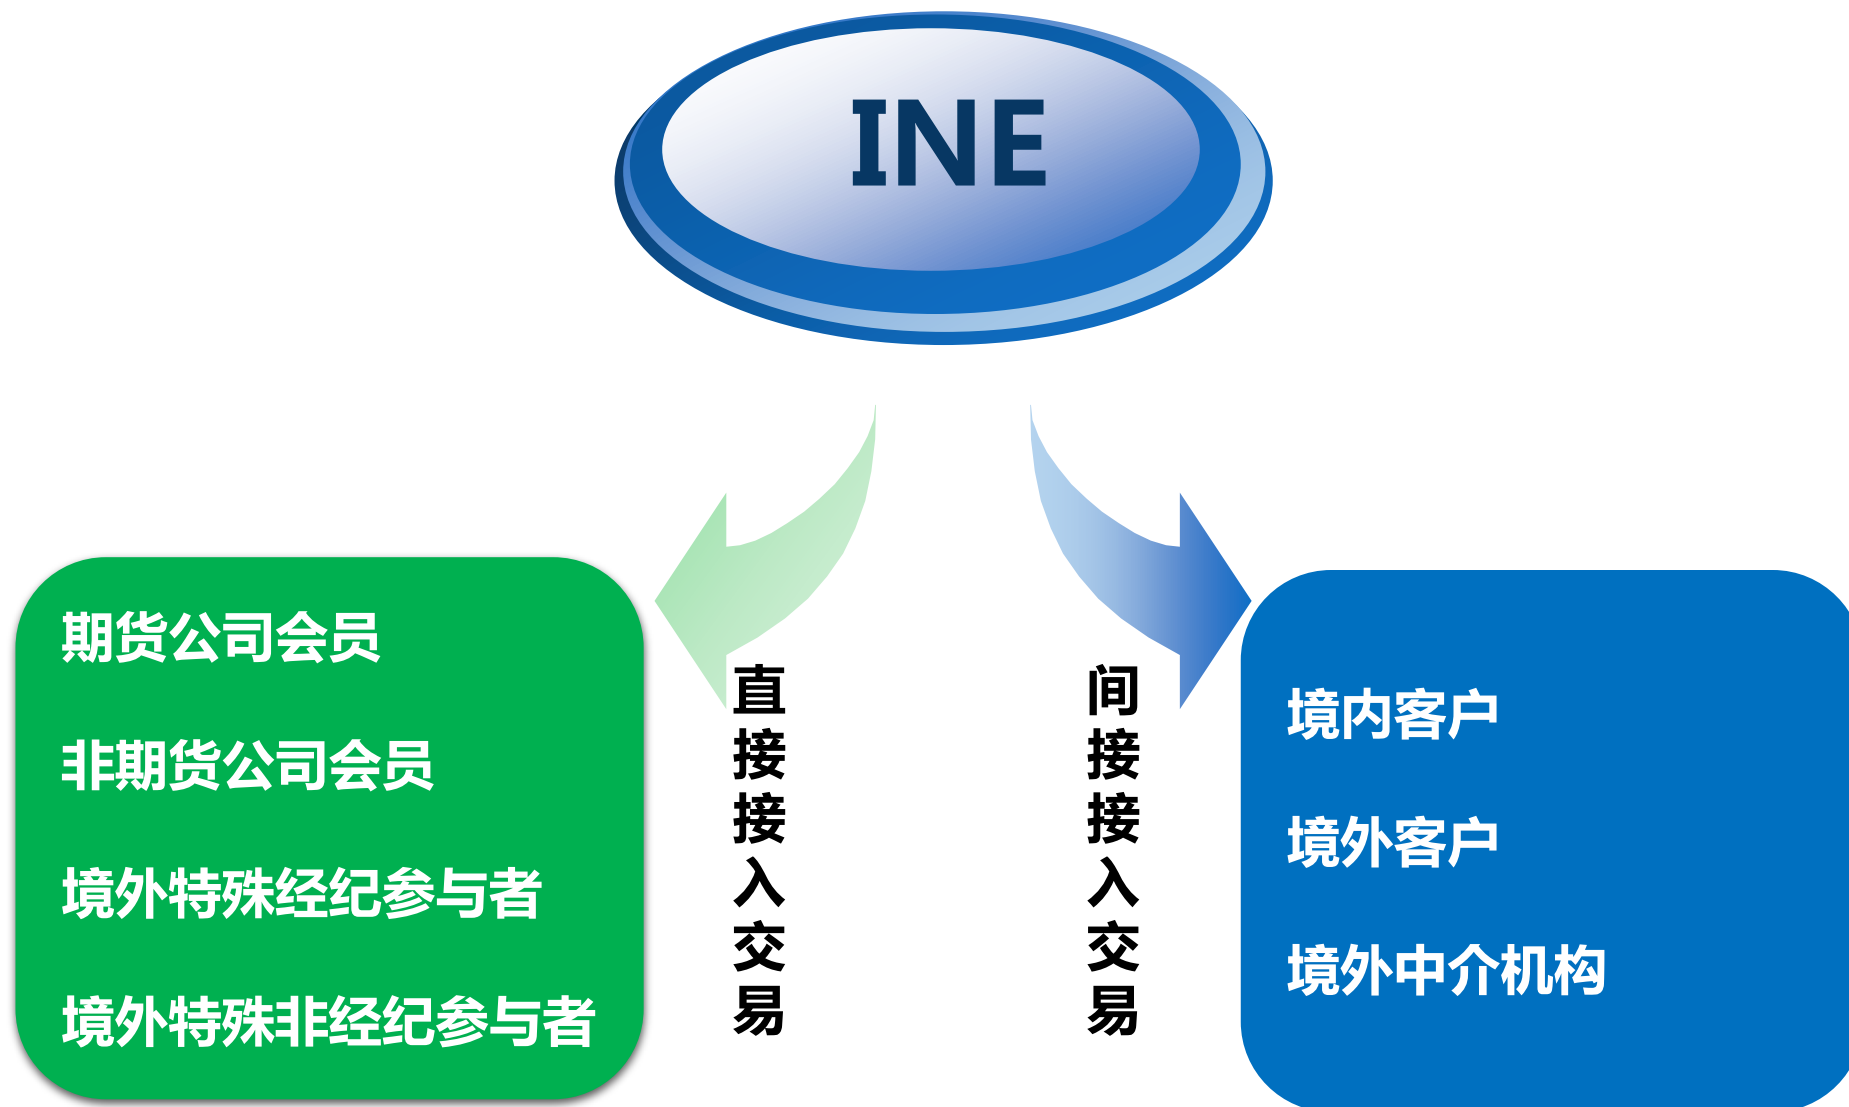 INE
期货公司会员
非期货公司会员
境外特殊经纪参与者
境外特殊非经纪参与者
直接接入交易
间接接入交易
境内客户
境外客户
境外中介机构